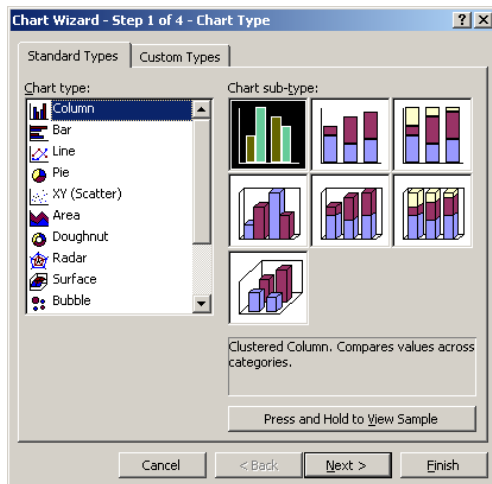 Chart Wizard - Step 1 of 4 - Chart Type
Standard Types
Custom Types
Chart type:
Column
Bar
Line
Pie
XY (Scatter)
Area
Doughnut
Radar
Surface
Bubble
Chart sub-type:
Clustered Column. Compares values across
categories.
Press and Hold to View Sample
Cancel
< Back
Next >
Finish